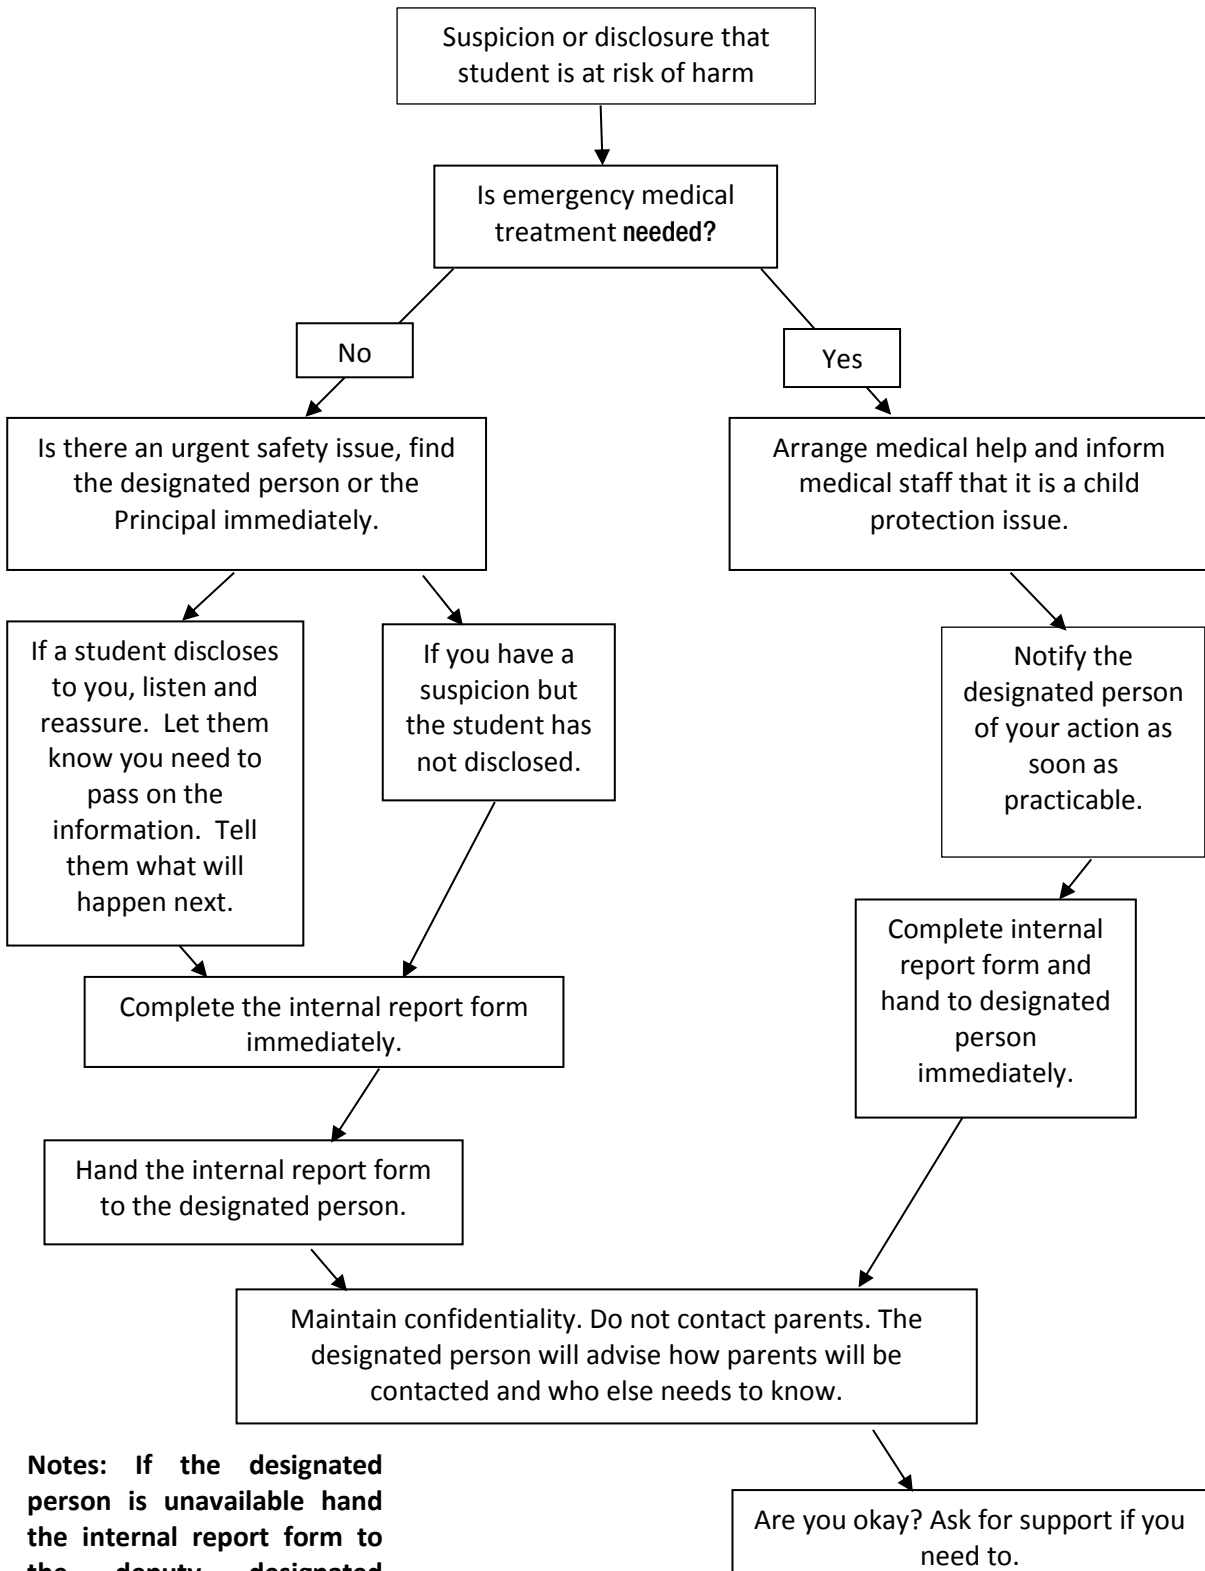 Suspicion or disclosure that
student is at risk of harm
Is emergency medical
treatment needed?
No
Yes
Is there an urgent safety issue, find
the designated person or the
Principal immediately.
Arrange medical help and inform
medical staff that it is a child
protection issue.
If a student discloses
to you, listen and
reassure.  Let them
know you need to
pass on the
information.  Tell
them what will
happen next.
If you have a
suspicion but
the student has
not disclosed.
Notify the
designated person
of your action as
soon as
practicable.
Complete internal
report form and
hand to designated
person
immediately.
Complete the internal report form
immediately.
Hand the internal report form
to the designated person.
Maintain confidentiality. Do not contact parents. The
designated person will advise how parents will be
contacted and who else needs to know.
Notes: If the designated
person is unavailable hand
the internal report form to
the deputy designated
Are you okay? Ask for support if you
need to.